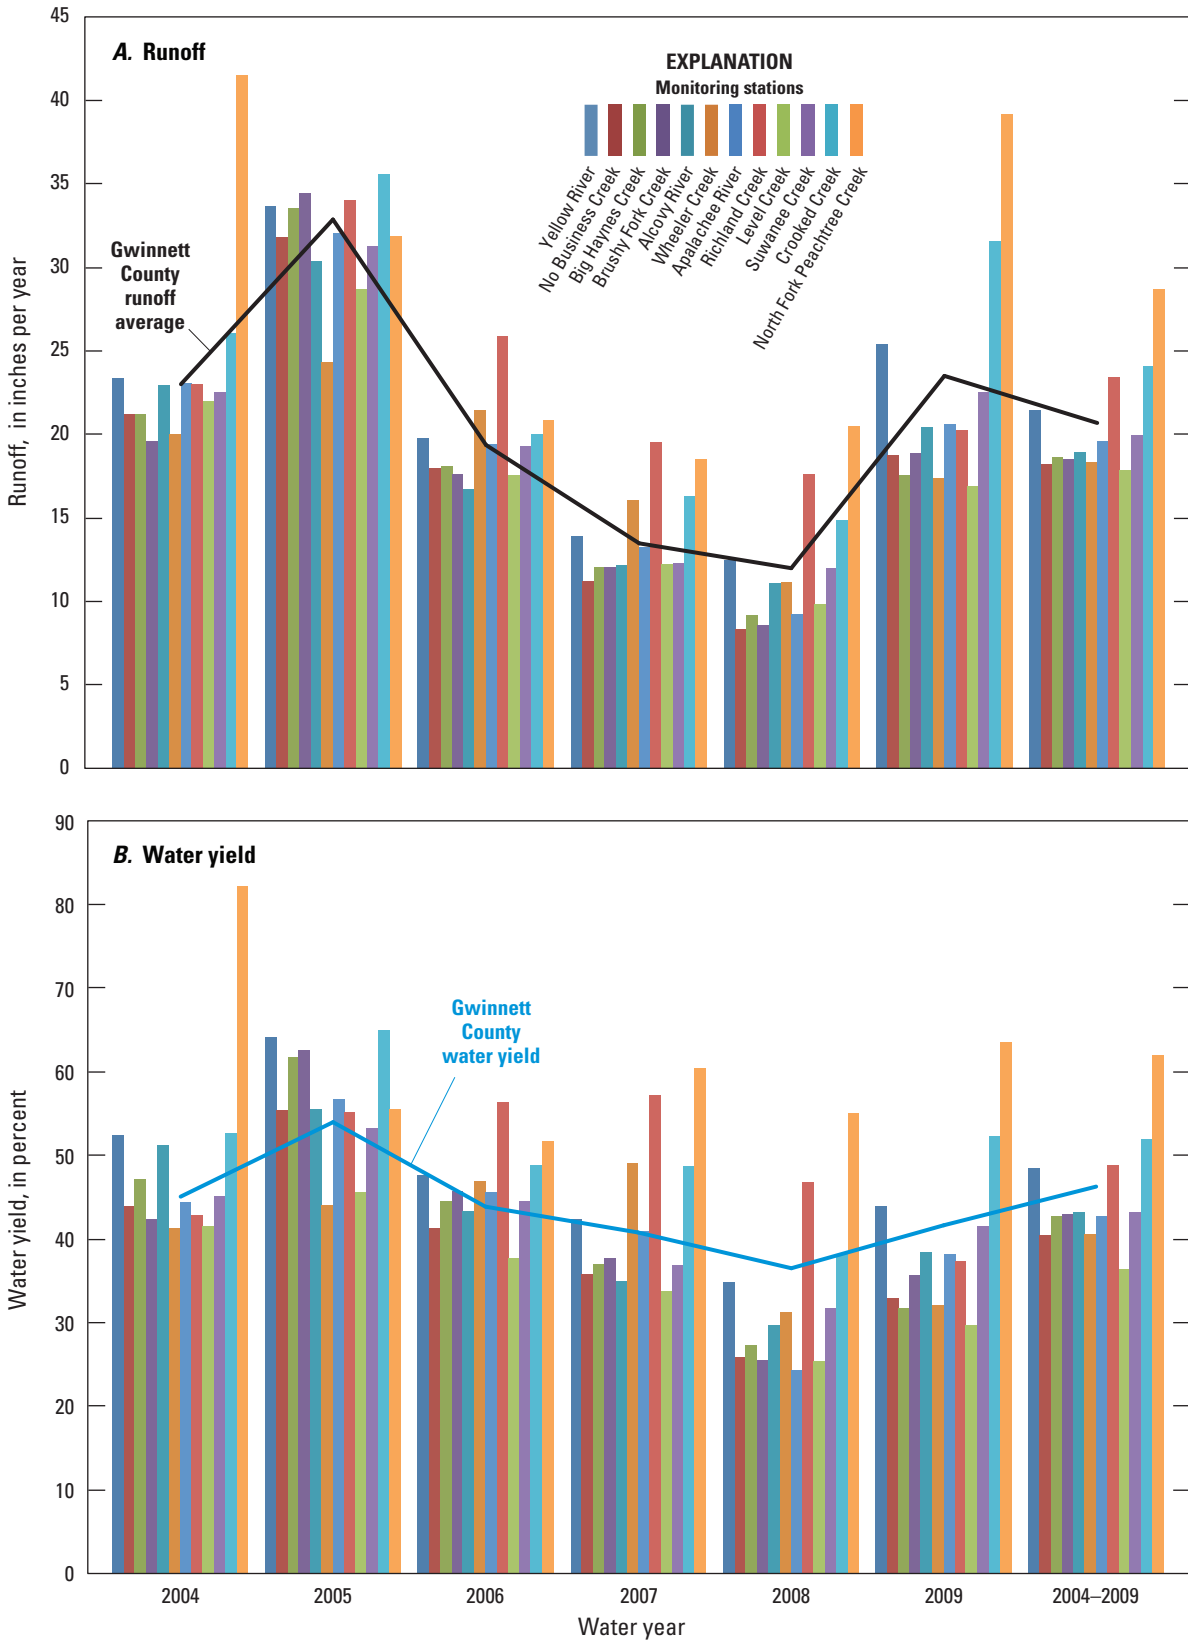 A. Runoff
EXPLANATION
Monitoring stations
Yellow River
No Business Creek
Big Haynes Creek
Brushy Fork Creek
Alcovy River
Wheeler Creek
Apalachee River
Richland Creek
Level Creek
Suwanee Creek
Crooked Creek
North Fork Peachtree Creek
Gwinnett
County
runoff
average
Runoff, in inches per year
45
40
35
30
25
20
15
10
5
0
B. Water yield
Gwinnett
County
water yield
Water yield, in percent
90
80
70
60
50
40
30
20
10
0
2004 2005 2006 2007 2008 2009 2004–2009
Water year